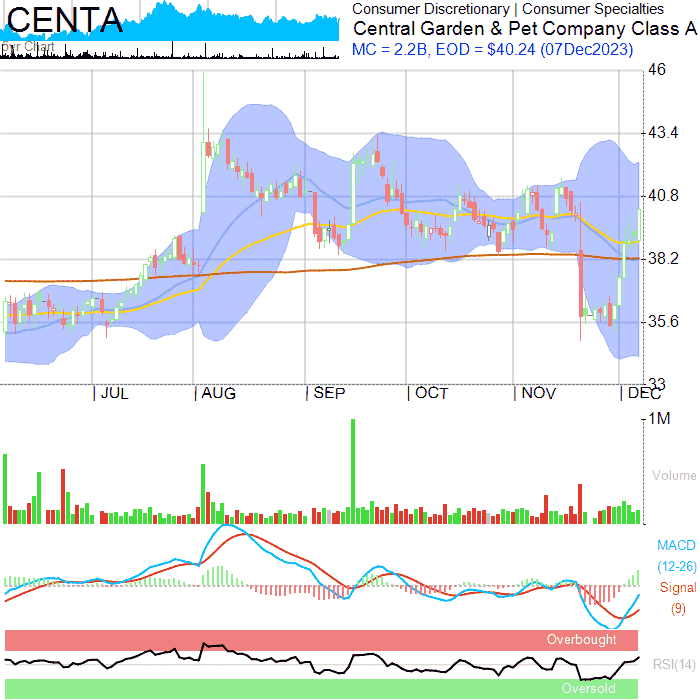 CENTA
5yr Chart
Consumer Discretionary | Consumer Specialties
Central Garden & Pet Company Class A
MC = 2.2B, EOD = $40.24 (07Dec2023)
46
43.4
40.8
38.2
35.6
33
JUL AUG SEP OCT NOV DEC
1M
Volume
MACD
(12-26)
Signal
(9)
Overbought
RSI(14)
Oversold